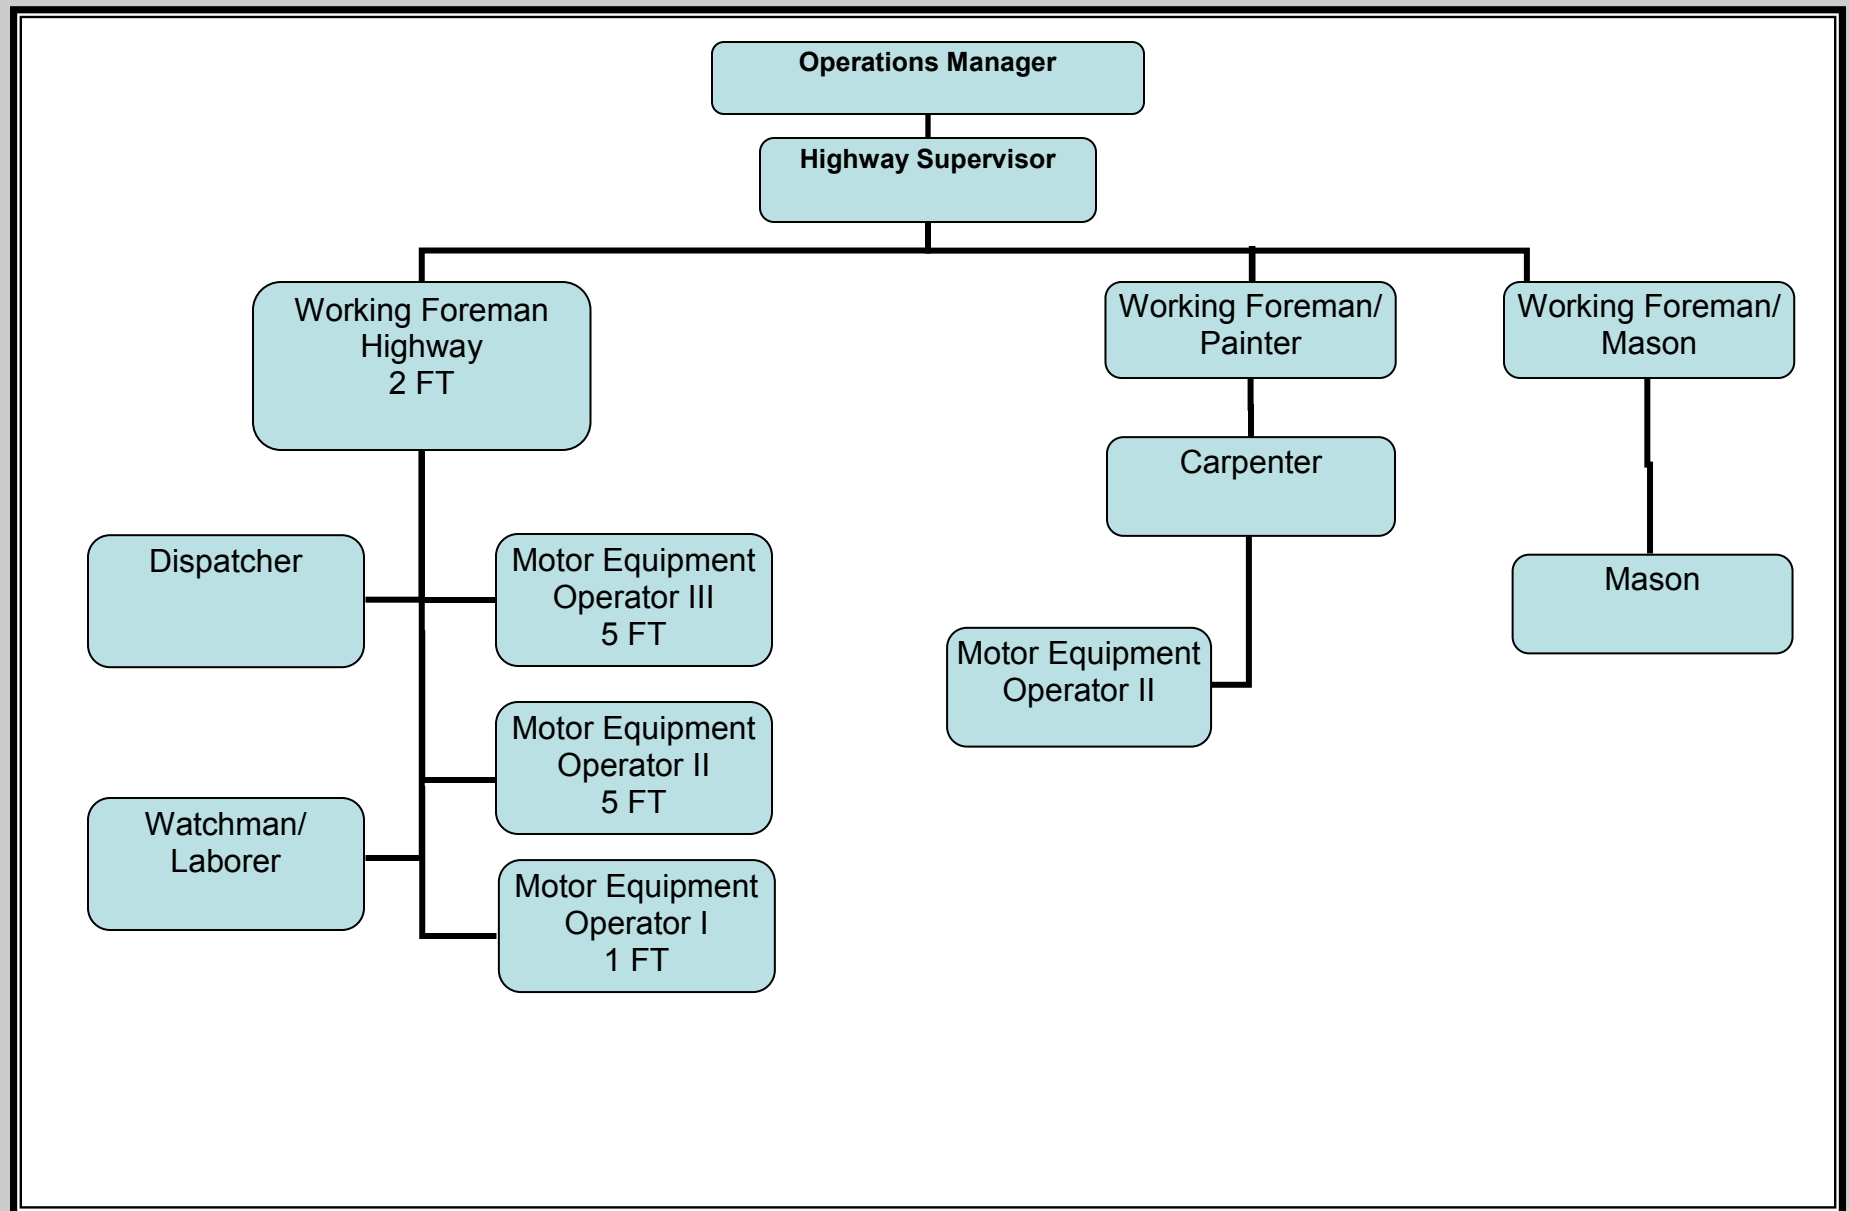 Operations Manager
Highway Supervisor
Working Foreman
Highway
2 FT
Working Foreman/
Painter
Working Foreman/
Mason
Carpenter
Dispatcher
Motor Equipment
Operator III
5 FT
Mason
Motor Equipment
Operator II
Motor Equipment
Operator II
5 FT
Watchman/
Laborer
Motor Equipment
Operator I
1 FT